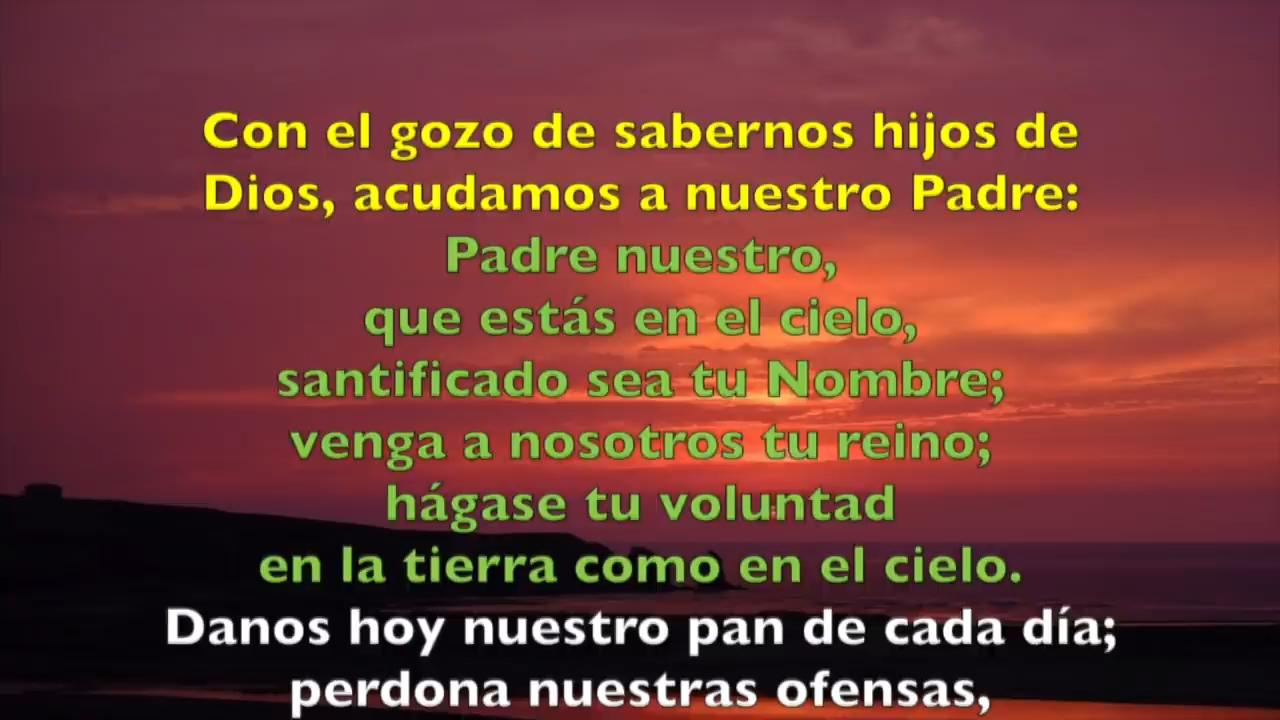 Con el gozo de sabernos hijos de
Dios, acudamos a nuestro Padre:
Padre nuestro,
que estás en el cielo,
santificado sea tu Nombre;
venga a nosotros tu reino;
hágase tu voluntad
en la tierra como en el cielo.
Danos hoy nuestro pan de cada día;
perdona nuestras ofensas,